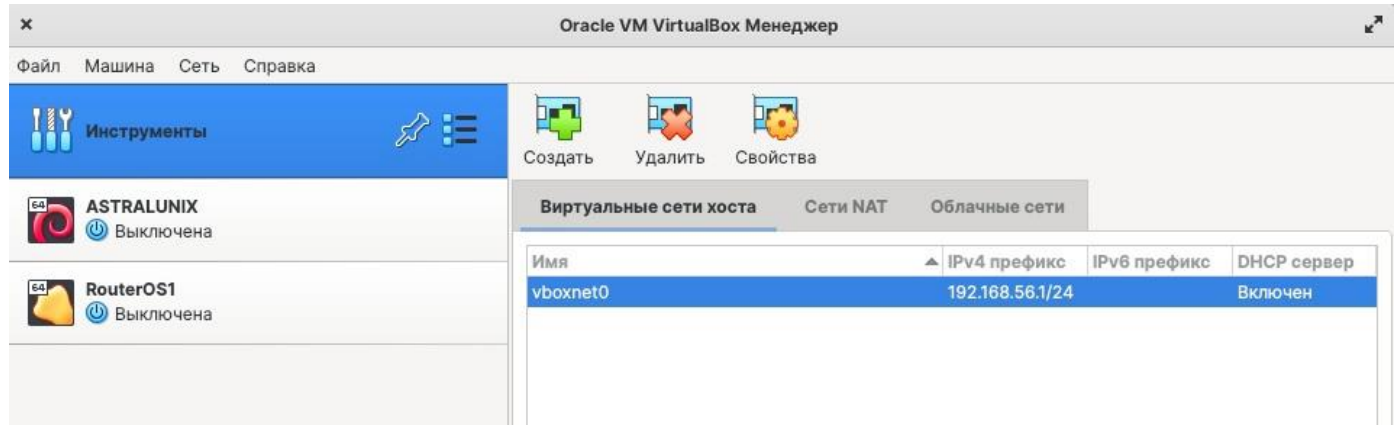 Oracle VM VirtualBox Менеджер
Файл Машина Сеть Справка
Инструменты
Создать Удалить Свойства
64 ASTRALUNIX
Выключена
64 RouterOS1
Выключена
Виртуальные сети хоста Сети NAT Облачные сети
Имя IPv4 префикс IPv6 префикс DHCP сервер
vboxnet0 192.168.56.1/24 Включен